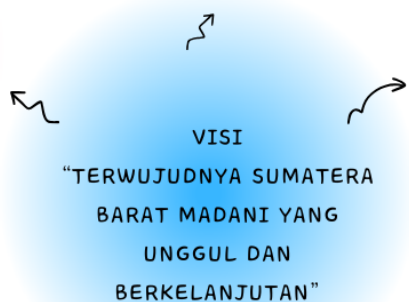 VISI
“TERWUJUDNYA SUMATERA
BARAT MADANI YANG
UNGGUL DAN
BERKELANJUTAN”